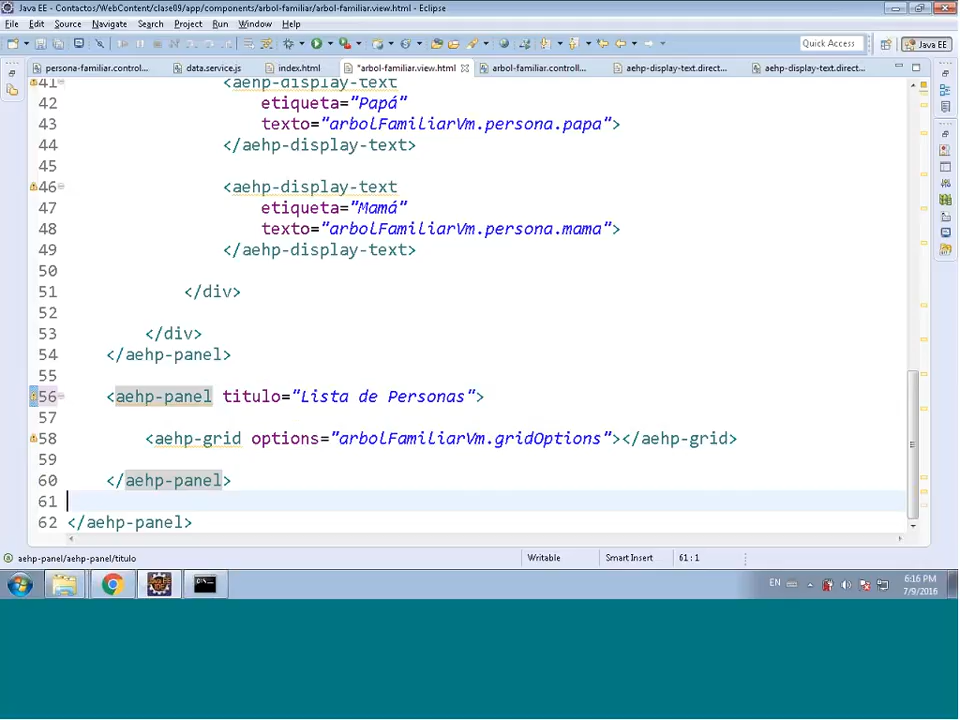 Java EE - Contactos/WebContent/clase09/app/components/arbol-familiar/arbol-familiar.view.html - Eclipse
File Edit Source Navigate Search Project Run Window Help
Quick Access
Java EE
persona-familiar.control...
data.service.js
index.html
*arbol-familiar.view.html
arbol-familiar.controll...
aehp-display-text.direct...
aehp-display-text.direct...
41 <aehp-display-text
42 etiqueta="Papá"
43 texto="arbolFamiliarVm.persona.papa">
44 </aehp-display-text>
45
46 <aehp-display-text
47 etiqueta="Mamá"
48 texto="arbolFamiliarVm.persona.mama">
49 </aehp-display-text>
50
51 </div>
52
53 </div>
54 </aehp-panel>
55
56 <aehp-panel titulo="Lista de Personas">
57
58 <aehp-grid options="arbolFamiliarVm.gridOptions"></aehp-grid>
59
60 </aehp-panel>
61
62 </aehp-panel>
aehp-panel/aehp-panel/titulo
Writable
Smart Insert
61 : 1
EN
6:16 PM
7/9/2016